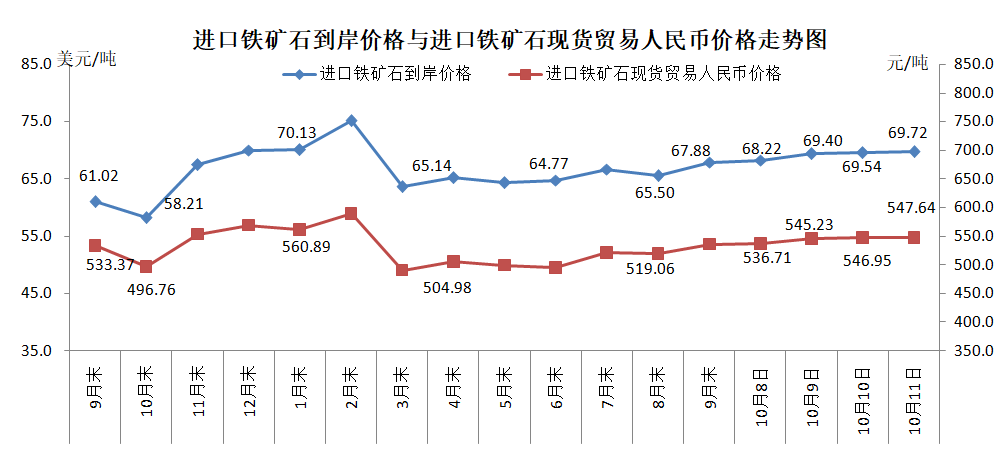 进口铁矿石到岸价格与进口铁矿石现货贸易人民币价格走势图
美元/吨
元/吨
进口铁矿石到岸价格
进口铁矿石现货贸易人民币价格
85.0
75.0
65.0
55.0
45.0
35.0
850.0
800.0
750.0
700.0
650.0
600.0
550.0
500.0
450.0
400.0
350.0
61.02
58.21
70.13
65.14
64.77
65.50
67.88
68.22
69.40
69.54
69.72
533.37
496.76
560.89
504.98
519.06
536.71
545.23
546.95
547.64
9月末
10月末
11月末
12月末
1月末
2月末
3月末
4月末
5月末
6月末
7月末
8月末
9月末
10月8日
10月9日
10月10日
10月11日